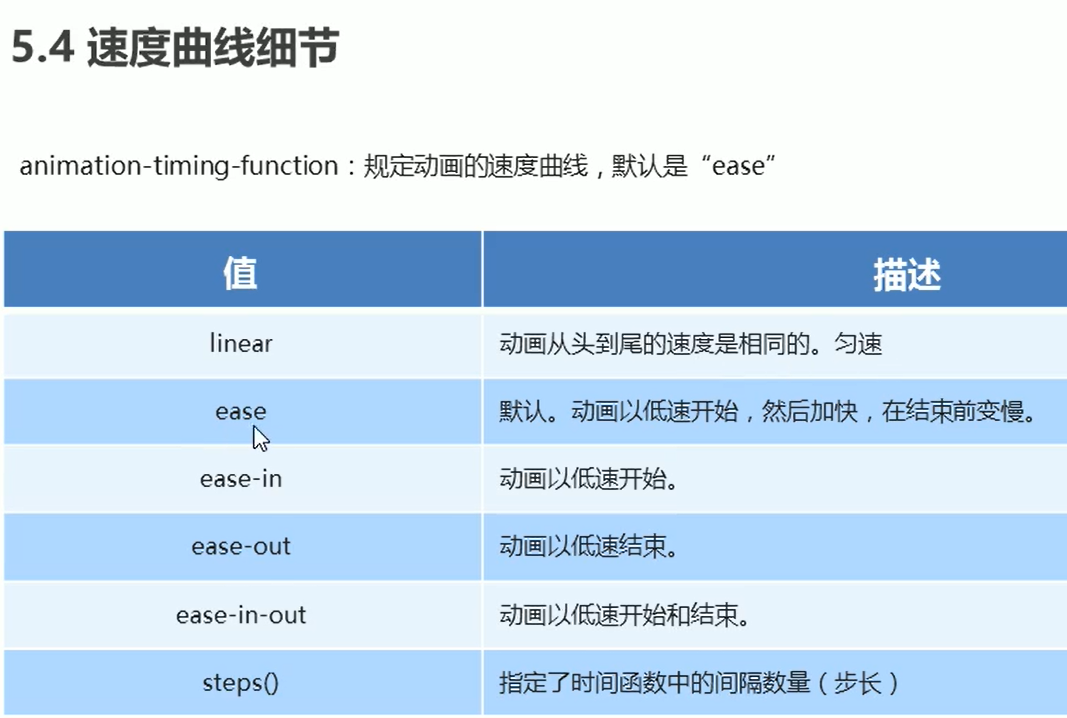 5.4 速度曲线细节
animation-timing-function：规定动画的速度曲线，默认是“ease”
值 描述
linear 动画从头到尾的速度是相同的。匀速
ease 默认。动画以低速开始，然后加快，在结束前变慢。
ease-in 动画以低速开始。
ease-out 动画以低速结束。
ease-in-out 动画以低速开始和结束。
steps() 指定了时间函数中的间隔数量（步长）